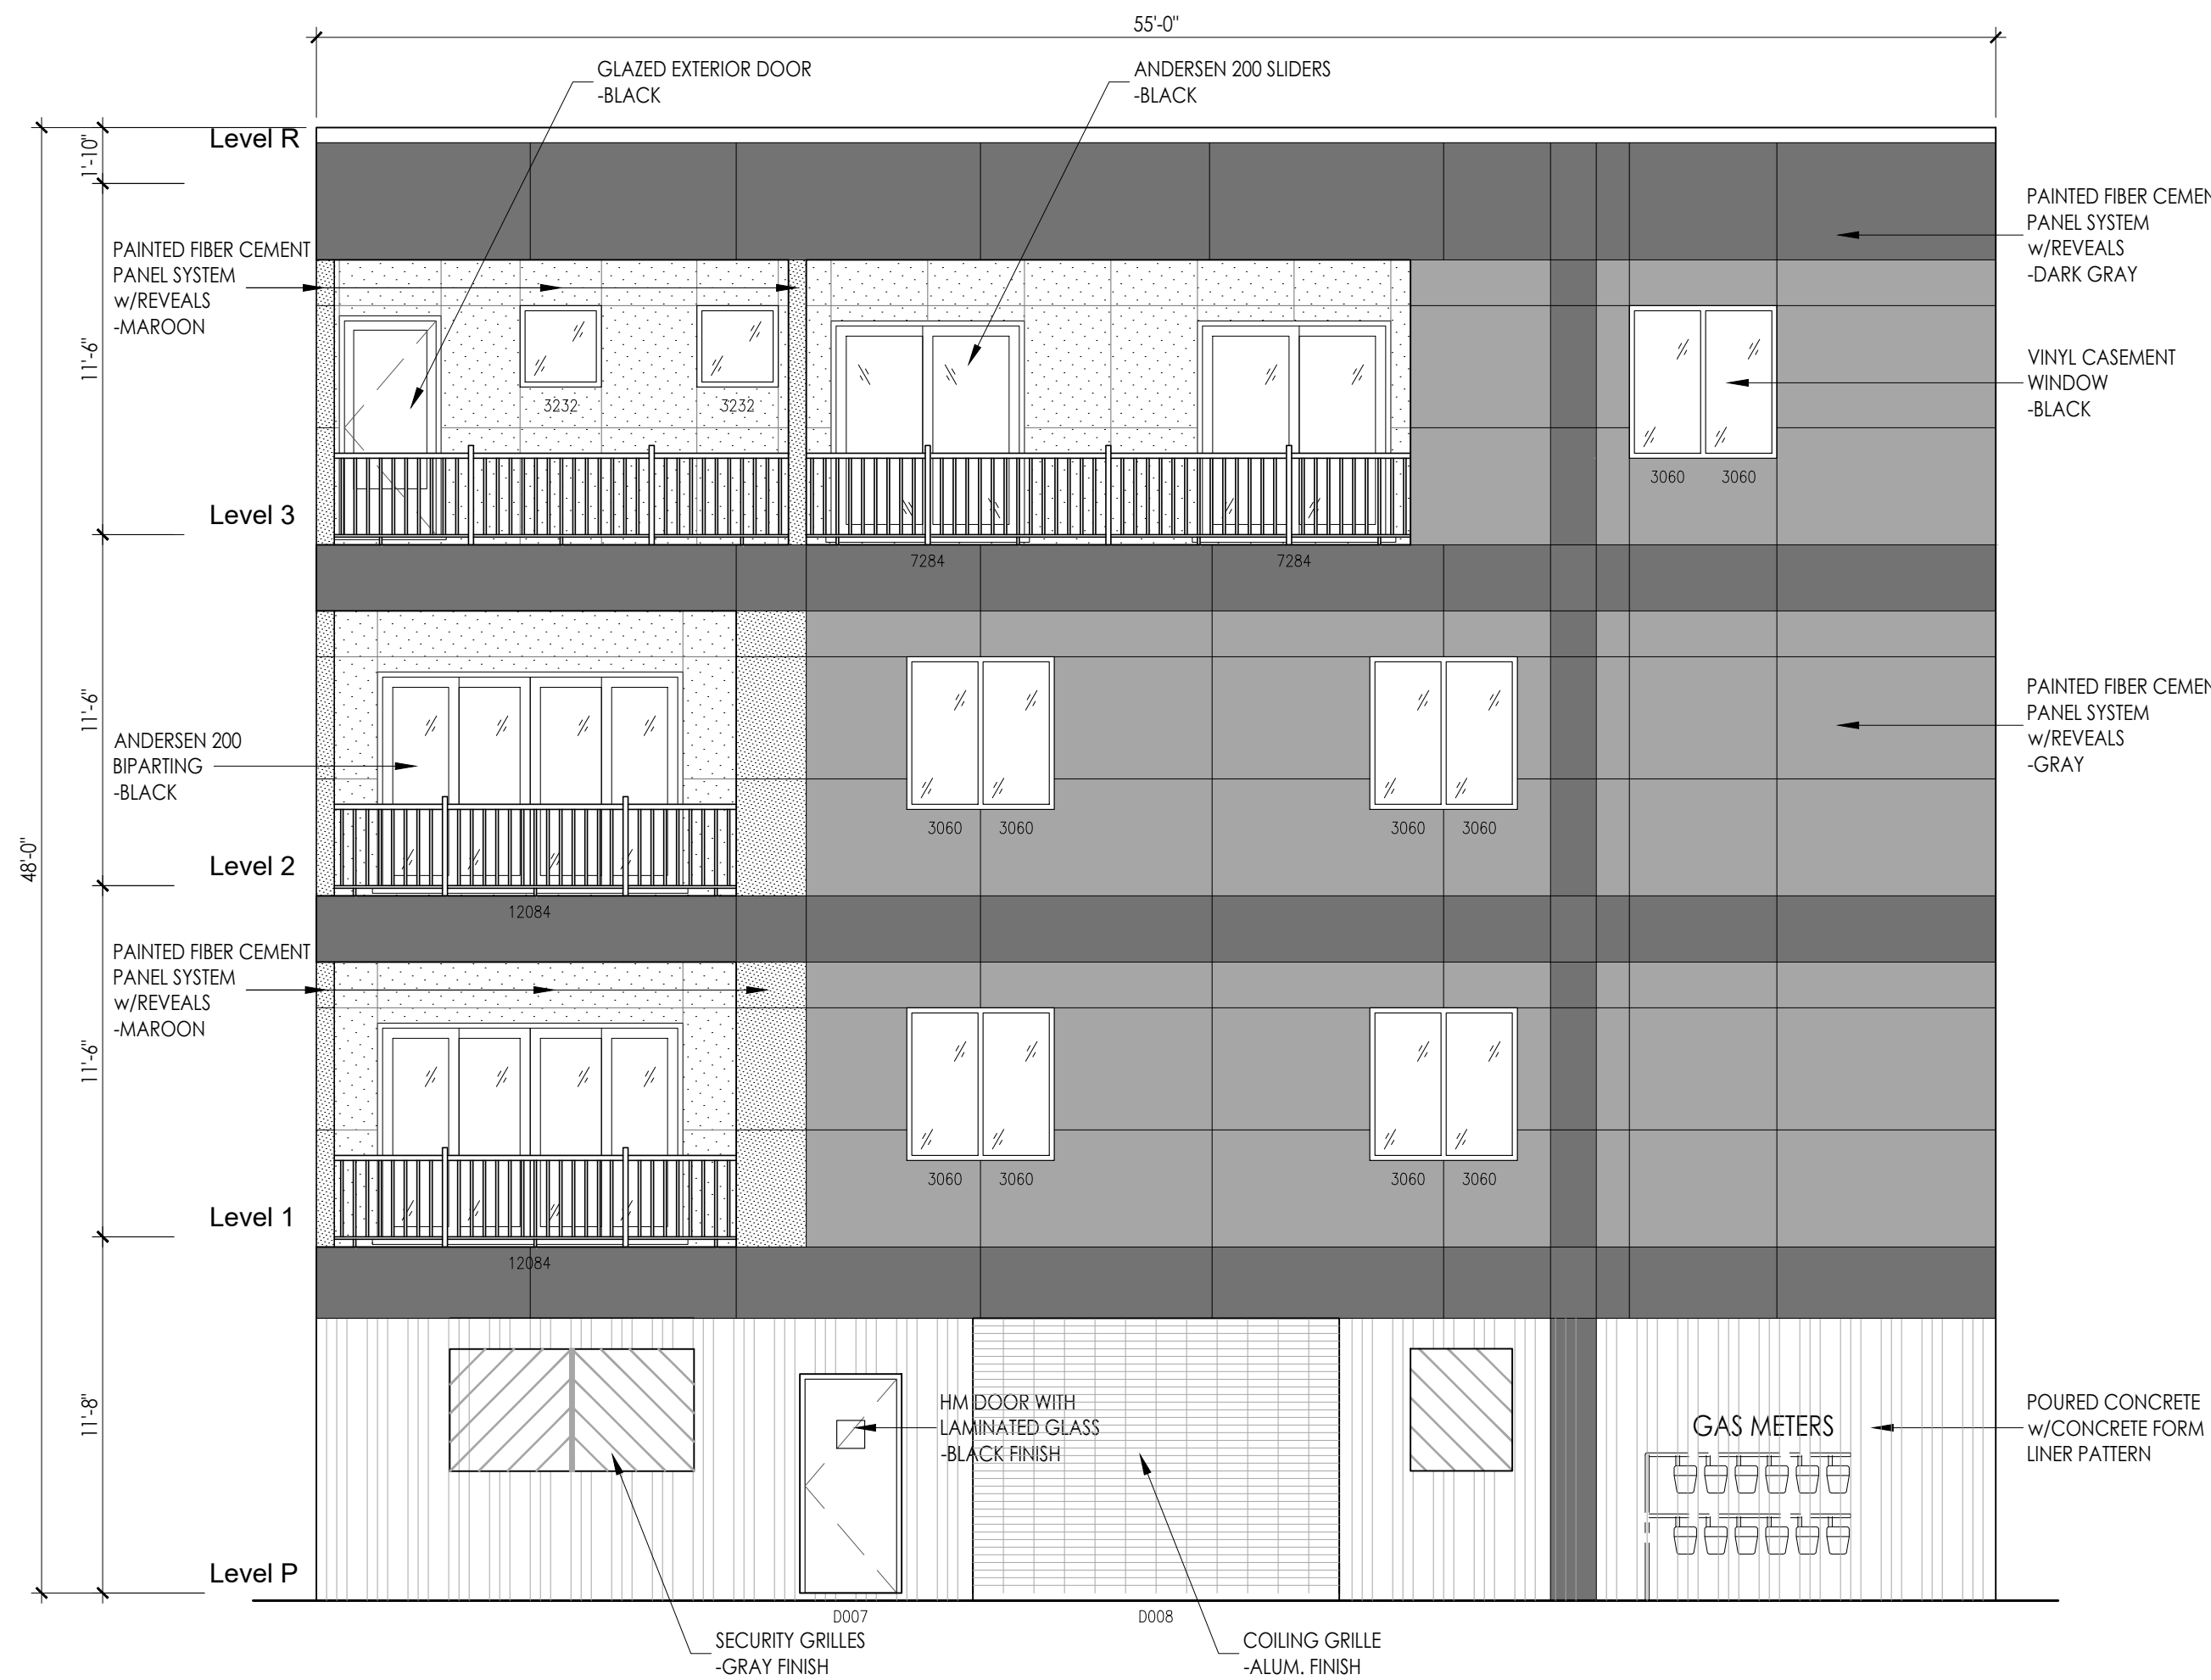 55'-0"
GLAZED EXTERIOR DOOR
-BLACK
ANDERSEN 200 SLIDERS
-BLACK
Level R
1'-10"
PAINTED FIBER CEMENT
PANEL SYSTEM
w/REVEALS
-MAROON
PAINTED FIBER CEMEN
PANEL SYSTEM
w/REVEALS
-DARK GRAY
11'-6"
VINYL CASEMENT
WINDOW
-BLACK
3232
3232
3060
3060
Level 3
7284
7284
11'-6"
ANDERSEN 200
BIPARTING
-BLACK
PAINTED FIBER CEMEN
PANEL SYSTEM
w/REVEALS
-GRAY
3060
3060
3060
3060
48'-0"
Level 2
12084
PAINTED FIBER CEMENT
PANEL SYSTEM
w/REVEALS
-MAROON
11'-6"
3060
3060
3060
3060
Level 1
12084
11'-8"
HM DOOR WITH
LAMINATED GLASS
-BLACK FINISH
GAS METERS
POURED CONCRETE
w/CONCRETE FORM
LINER PATTERN
Level P
D007
D008
SECURITY GRILLES
-GRAY FINISH
COILING GRILLE
-ALUM. FINISH